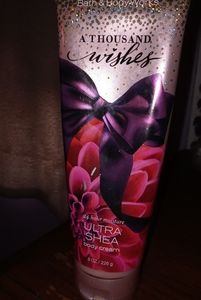 Bath & Body Works
A THOUSAND
wishes
24 hour moisture
ULTRA
SHEA
body cream
8 OZ / 226 g